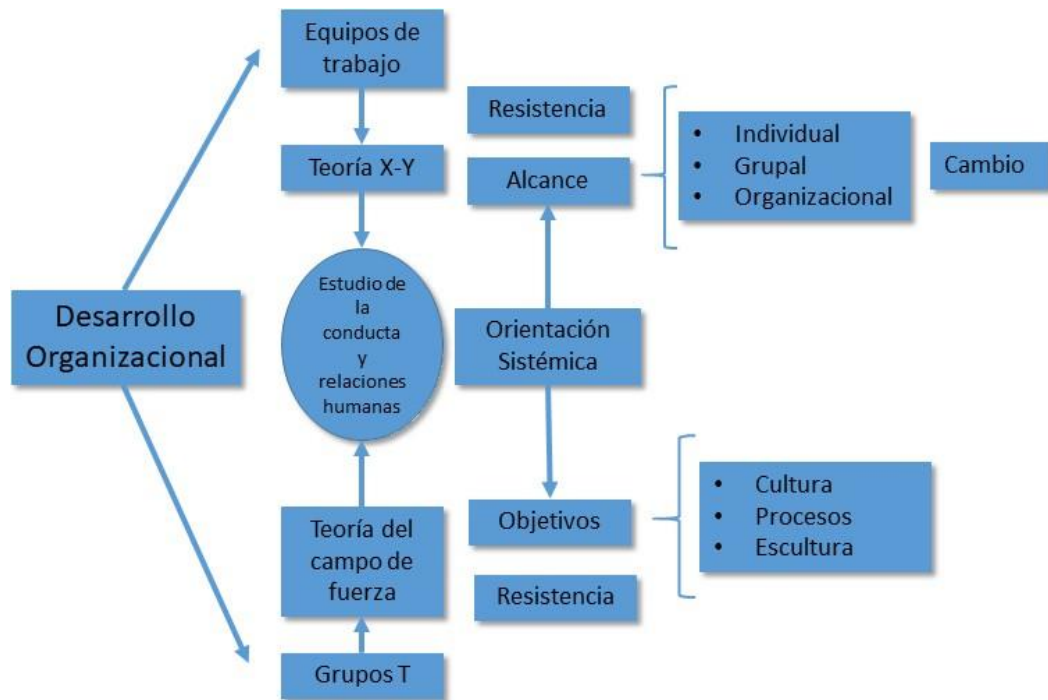 Desarrollo
Organizacional
Equipos de
trabajo
Teoría X-Y
Estudio de
la
conducta
y
relaciones
humanas
Teoría del
campo de
fuerza
Grupos T
Resistencia
Alcance
• Individual
• Grupal
• Organizacional
Cambio
Orientación
Sistémica
Objetivos
• Cultura
• Procesos
• Escultura
Resistencia